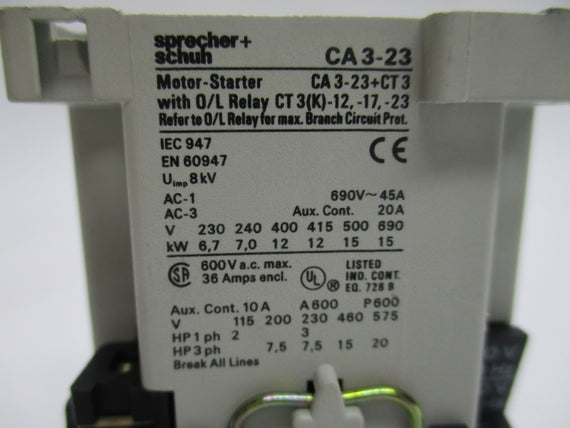 sprecher+
schuh
CA 3-23
Motor-Starter CA 3-23+CT 3
with O/L Relay CT 3(K)-12, -17, -23
Refer to O/L Relay for max. Branch Circuit Prot.
IEC 947
EN 60947
Uimp 8 kV
CE
AC-1 690V~ 45A
AC-3 Aux. Cont. 20A
V 230 240 400 415 500 690
kW 6,7 7,0 12 12 15 15
SA 600V a.c. max.
36 Amps encl.
UL ® LISTED
IND. CONT.
EQ. 728 B
Aux. Cont. 10 A A 600 P 600
V 115 200 230 460 575
HP 1 ph 2 3
HP 3 ph 7,5 7,5 15 20
Break All Lines